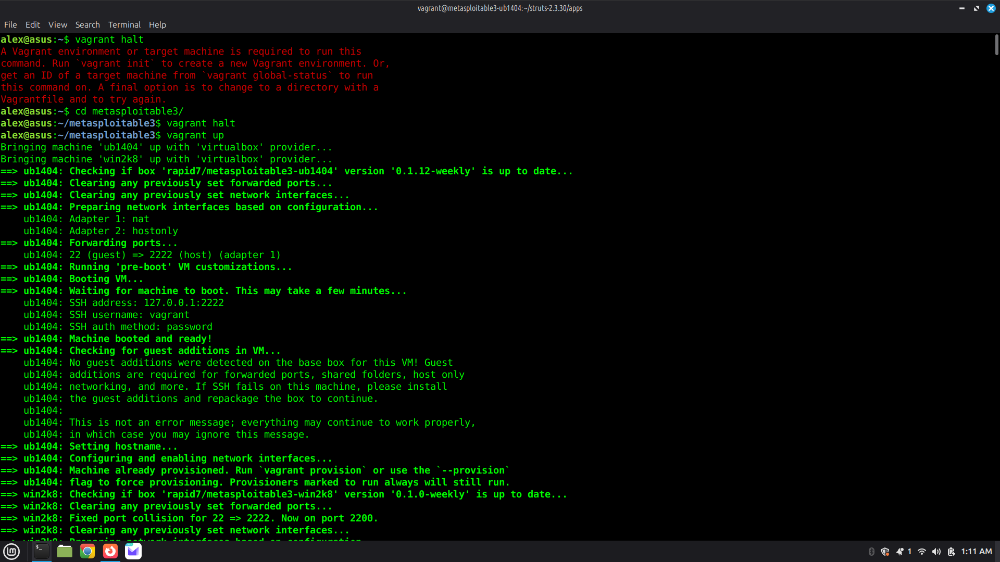 vagrant@metasploitable3-ub1404:~/struts-2.3.30/apps
File Edit View Search Terminal Help
alex@asus:~$ vagrant halt
A Vagrant environment or target machine is required to run this
command. Run `vagrant init` to create a new Vagrant environment. Or,
get an ID of a target machine from `vagrant global-status` to run
this command on. A final option is to change to a directory with a
Vagrantfile and to try again.
alex@asus:~$ cd metasploitable3/
alex@asus:~/metasploitable3$ vagrant halt
alex@asus:~/metasploitable3$ vagrant up
Bringing machine 'ub1404' up with 'virtualbox' provider...
Bringing machine 'win2k8' up with 'virtualbox' provider...
==> ub1404: Checking if box 'rapid7/metasploitable3-ub1404' version '0.1.12-weekly' is up to date...
==> ub1404: Clearing any previously set forwarded ports...
==> ub1404: Clearing any previously set network interfaces...
==> ub1404: Preparing network interfaces based on configuration...
    ub1404: Adapter 1: nat
    ub1404: Adapter 2: hostonly
==> ub1404: Forwarding ports...
    ub1404: 22 (guest) => 2222 (host) (adapter 1)
==> ub1404: Running 'pre-boot' VM customizations...
==> ub1404: Booting VM...
==> ub1404: Waiting for machine to boot. This may take a few minutes...
    ub1404: SSH address: 127.0.0.1:2222
    ub1404: SSH username: vagrant
    ub1404: SSH auth method: password
==> ub1404: Machine booted and ready!
==> ub1404: Checking for guest additions in VM...
    ub1404: No guest additions were detected on the base box for this VM! Guest
    ub1404: additions are required for forwarded ports, shared folders, host only
    ub1404: networking, and more. If SSH fails on this machine, please install
    ub1404: the guest additions and repackage the box to continue.
    ub1404:
    ub1404: This is not an error message; everything may continue to work properly,
    ub1404: in which case you may ignore this message.
==> ub1404: Setting hostname...
==> ub1404: Configuring and enabling network interfaces...
==> ub1404: Machine already provisioned. Run `vagrant provision` or use the `--provision`
==> ub1404: flag to force provisioning. Provisioners marked to run always will still run.
==> win2k8: Checking if box 'rapid7/metasploitable3-win2k8' version '0.1.0-weekly' is up to date...
==> win2k8: Clearing any previously set forwarded ports...
==> win2k8: Fixed port collision for 22 => 2222. Now on port 2200.
==> win2k8: Clearing any previously set network interfaces...
==> win2k8: Preparing network interfaces based on configuration...
1 1:11 AM